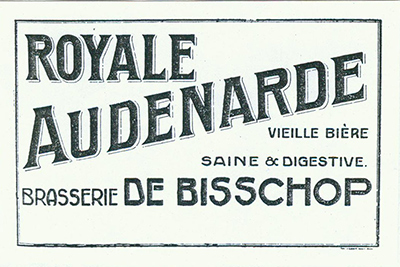 ROYALE
AUDENARDE
VIEILLE BIÈRE
SAINE & DIGESTIVE.
BRASSERIE DE BISSCHOP